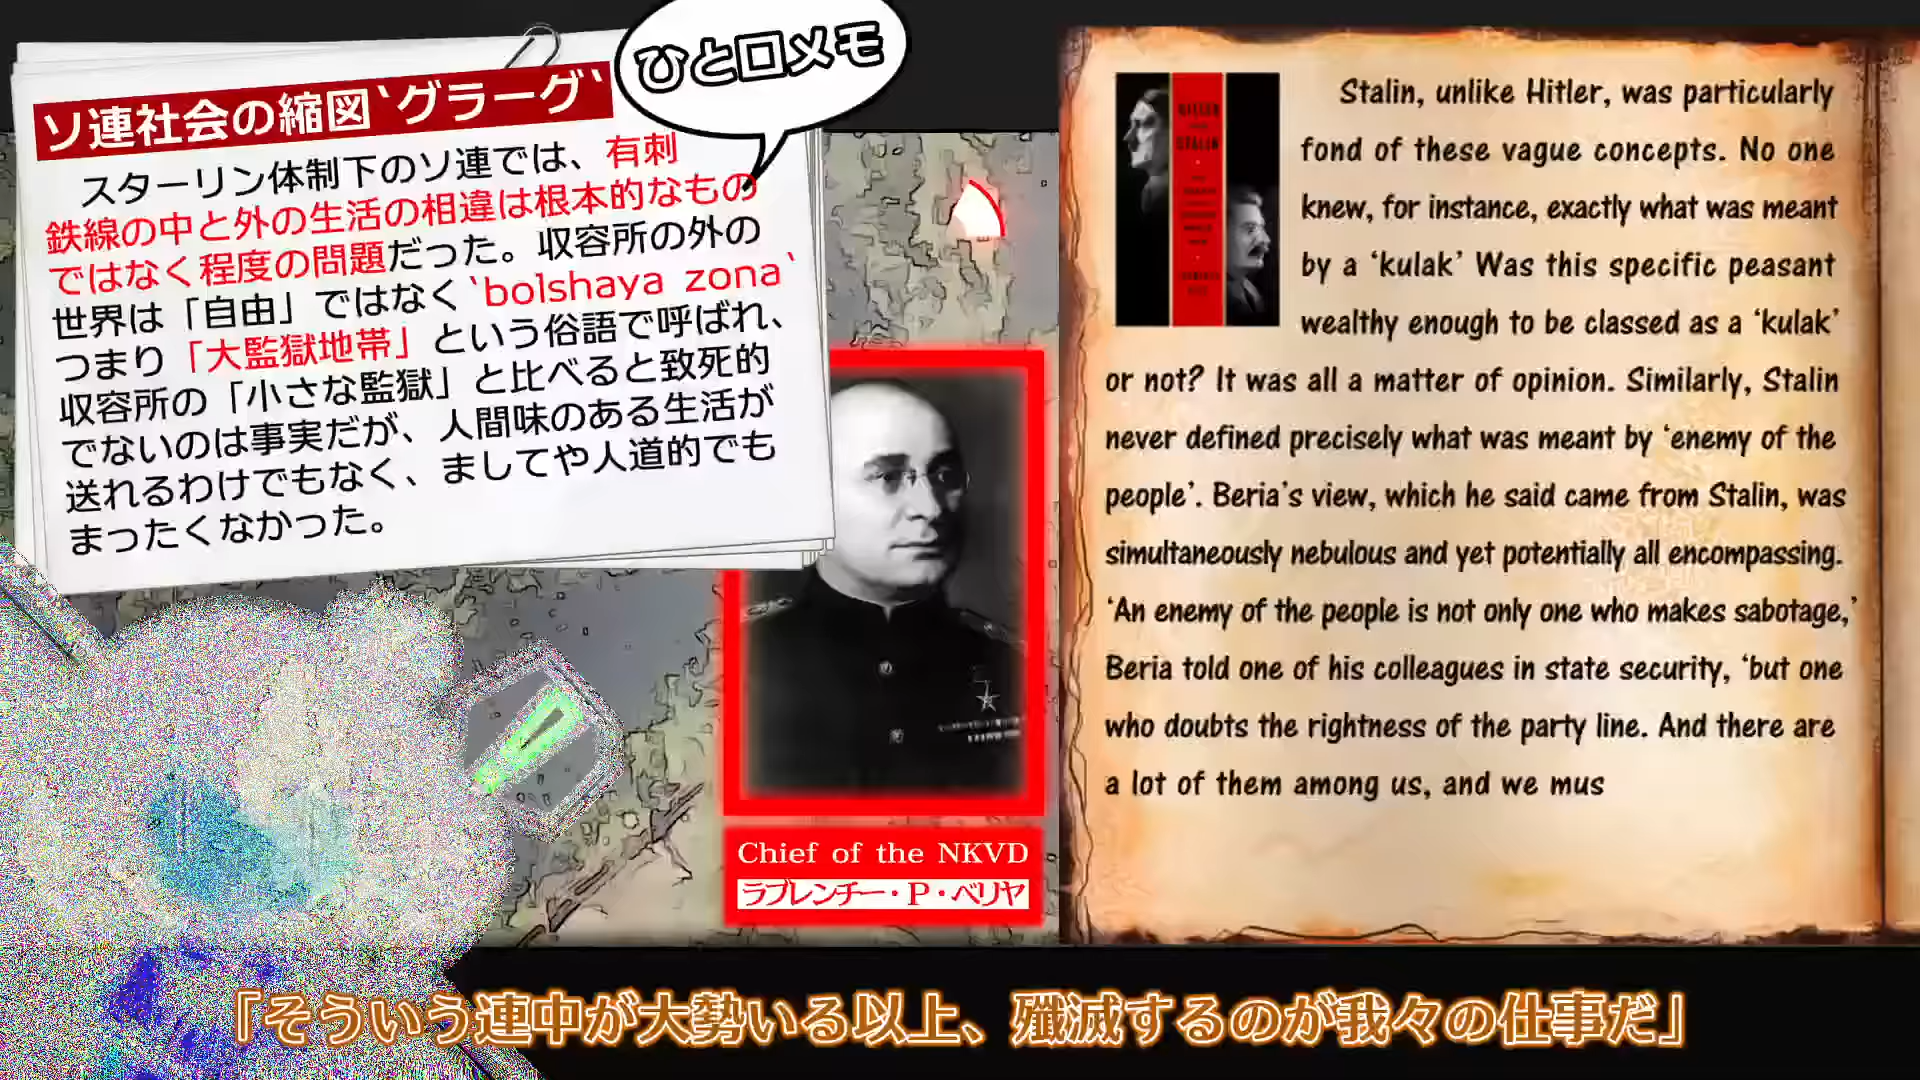 ひと口メモ
ソ連社会の縮図`グラーグ`
スターリン体制下のソ連では、有刺
鉄線の中と外の生活の相違は根本的なもの
ではなく程度の問題だった。収容所の外の
世界は「自由」ではなく`bolshaya zona`
つまり「大監獄地帯」という俗語で呼ばれ、
収容所の「小さな監獄」と比べると致死的
でないのは事実だが、人間味のある生活が
送れるわけでもなく、ましてや人道的でも
まったくなかった。
Chief of the NKVD
ラブレンチー・P・ベリヤ
HITLER
STALIN
Stalin, unlike Hitler, was particularly
fond of these vague concepts. No one
knew, for instance, exactly what was meant
by a ‘kulak’ Was this specific peasant
wealthy enough to be classed as a ‘kulak’
or not? It was all a matter of opinion. Similarly, Stalin
never defined precisely what was meant by ‘enemy of the
people’. Beria’s view, which he said came from Stalin, was
simultaneously nebulous and yet potentially all encompassing.
‘An enemy of the people is not only one who makes sabotage,’
Beria told one of his colleagues in state security, ‘but one
who doubts the rightness of the party line. And there are
a lot of them among us, and we mus
「そういう連中が大勢いる以上、殲滅するのが我々の仕事だ」